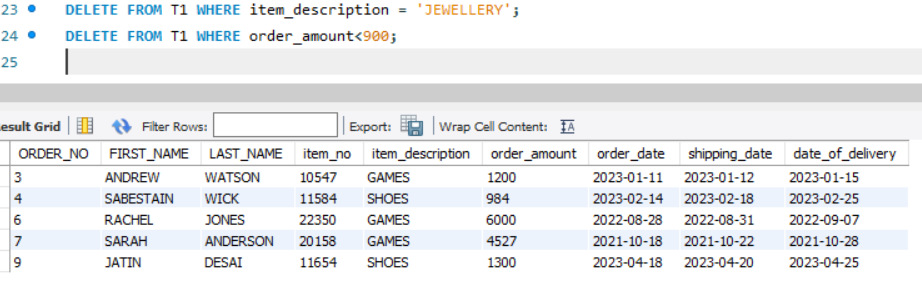 23 DELETE FROM T1 WHERE item_description = 'JEWELLERY';
24 DELETE FROM T1 WHERE order_amount<900;
25
esult Grid Filter Rows: Export: Wrap Cell Content: IA
ORDER_NO FIRST_NAME LAST_NAME item_no item_description order_amount order_date shipping_date date_of_delivery
3 ANDREW WATSON 10547 GAMES 1200 2023-01-11 2023-01-12 2023-01-15
4 SABESTAIN WICK 11584 SHOES 984 2023-02-14 2023-02-18 2023-02-25
6 RACHEL JONES 22350 GAMES 6000 2022-08-28 2022-08-31 2022-09-07
7 SARAH ANDERSON 20158 GAMES 4527 2021-10-18 2021-10-22 2021-10-28
9 JATIN DESAI 11654 SHOES 1300 2023-04-18 2023-04-20 2023-04-25